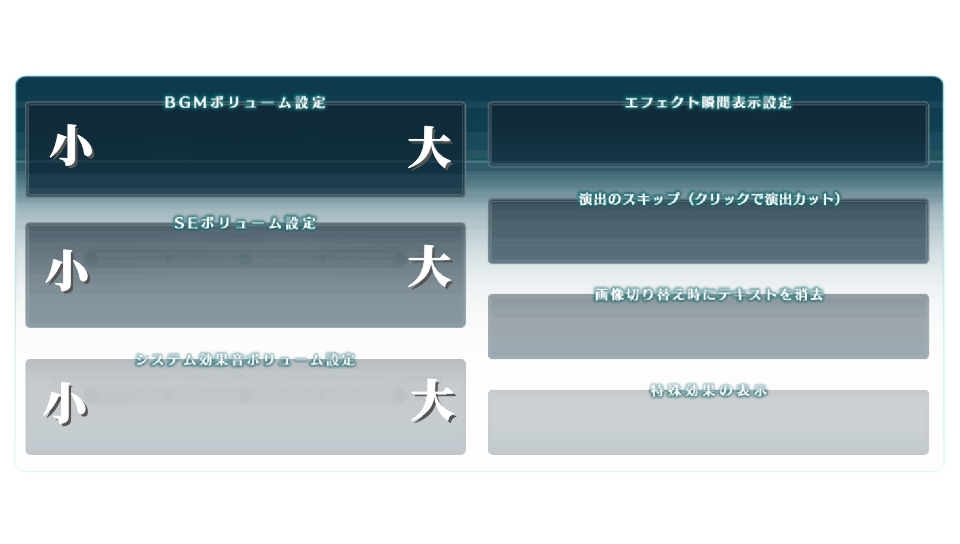 BGMボリューム設定
小
大
SEボリューム設定
小
大
システム効果音ボリューム設定
小
大
エフェクト瞬間表示設定
演出のスキップ（クリックで演出カット）
画像切り替え時にテキストを消去
特殊効果の表示